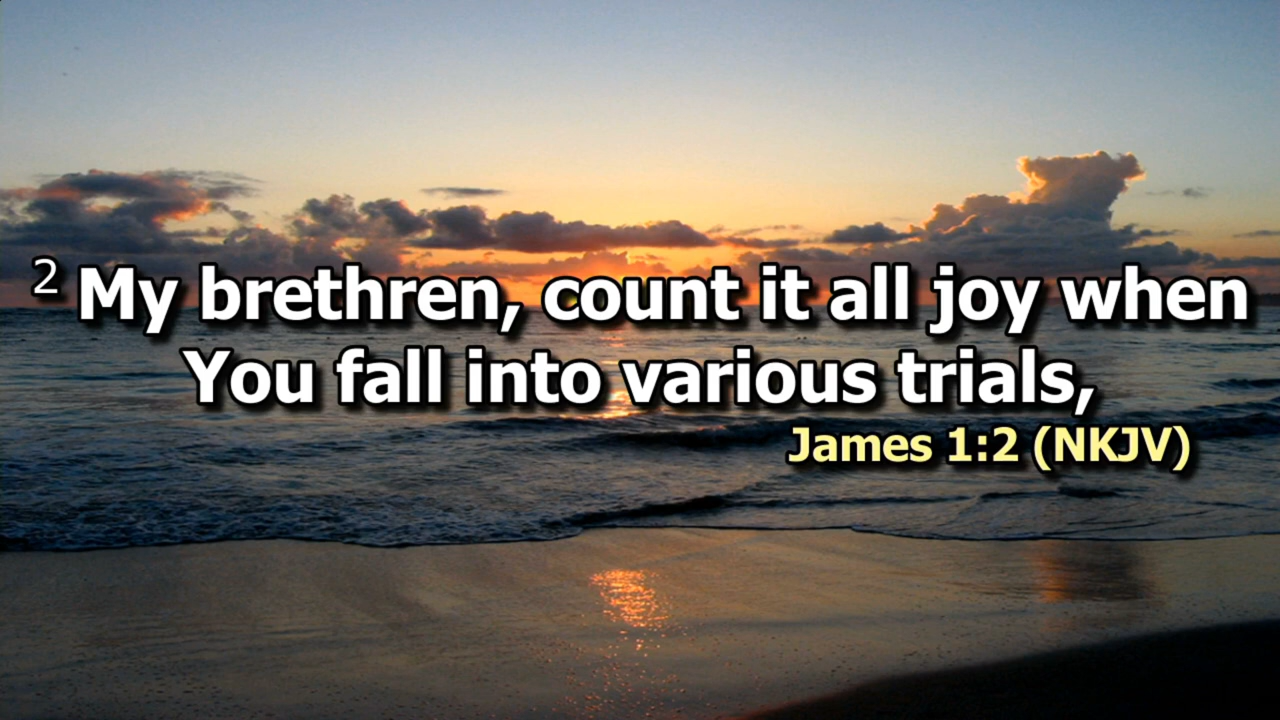 2 My brethren, count it all joy when
You fall into various trials,
James 1:2 (NKJV)